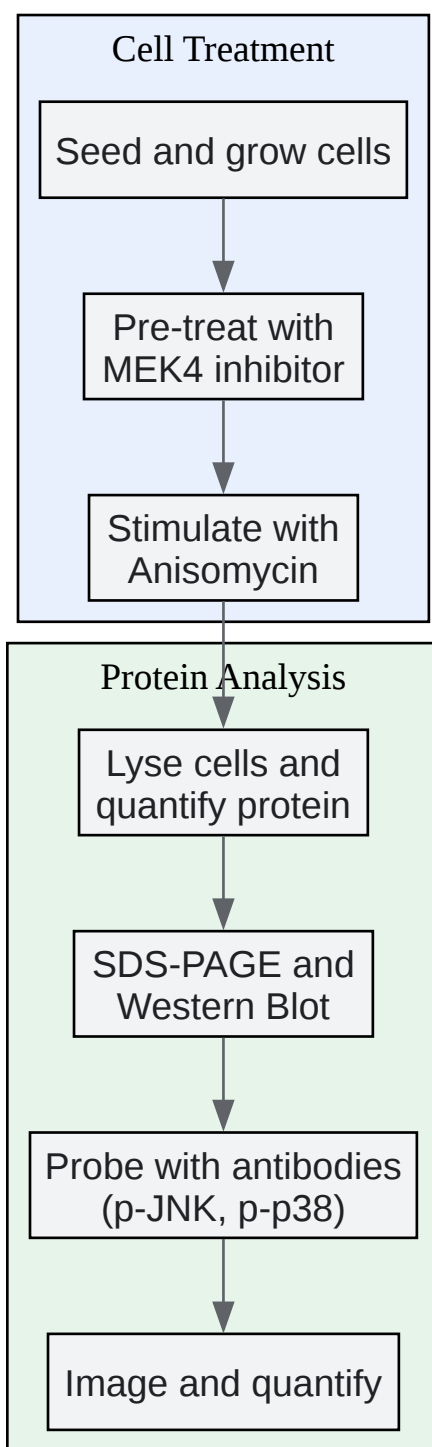 Cell Treatment
Seed and grow cells
Pre-treat with
MEK4 inhibitor
Stimulate with
Anisomycin
Protein Analysis
Lyse cells and
quantify protein
SDS-PAGE and
Western Blot
Probe with antibodies
(p-JNK, p-p38)
Image and quantify